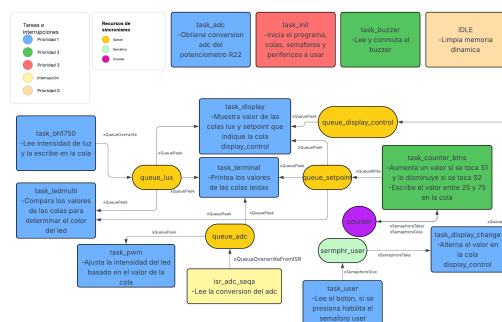 Tareas e
interrupciones
Prioridad 1
Prioridad 2
Prioridad 3
Interrupción
Prioridad 0
Recursos de
sincronismo
Queue
Semaforo
Counter
task_adc
-Obtiene conversion
adc del
potenciometro R22
task_init
-Inicia el programa,
colas, semaforos y
perifericos a usar
task_buzzer
-Lee y conmuta el
buzzer
IDLE
-Limpia memoria
dinamica
task_display
-Muestra valor de las
colas lux y setpoint que
indique la cola
display_control
xQueuePeek
queue_display_control
xQueuePeek
xQueuePeek
task_bh1750
-Lee intensidad de luz
y la escribe en la cola
xQueueOverwrite
queue_lux
xQueuePeek
task_terminal
-Printea los valores
de las colas leidas
xQueuePeek
queue_setpoint
xQueueWrite
task_counter_btns
-Aumenta un valor si se toca S1
y lo disminuye si se toca S2
-Escribe el valor entre 25 y 75
en la cola
task_ledmulti
-Compara los valores
de las colas para
determinar el color
del led
xQueuePeek
xQueuePeek
xQueuePeek
queue_adc
counter
xSemaphoreTake/
xSemaphoreGive
task_pwm
-Ajusta la intensidad del led
basado en el valor de la
cola
xQueuePeek
xQueueOverwriteFromISR
isr_adc_seqa
-Lee la conversion del adc
sermphr_user
xSemaphoreTake
task_display_change
-Alterna el valor en
la cola
display_control
xSemaphoreGive
task_user
-Lee el boton, si se
presiona habilita el
semaforo user